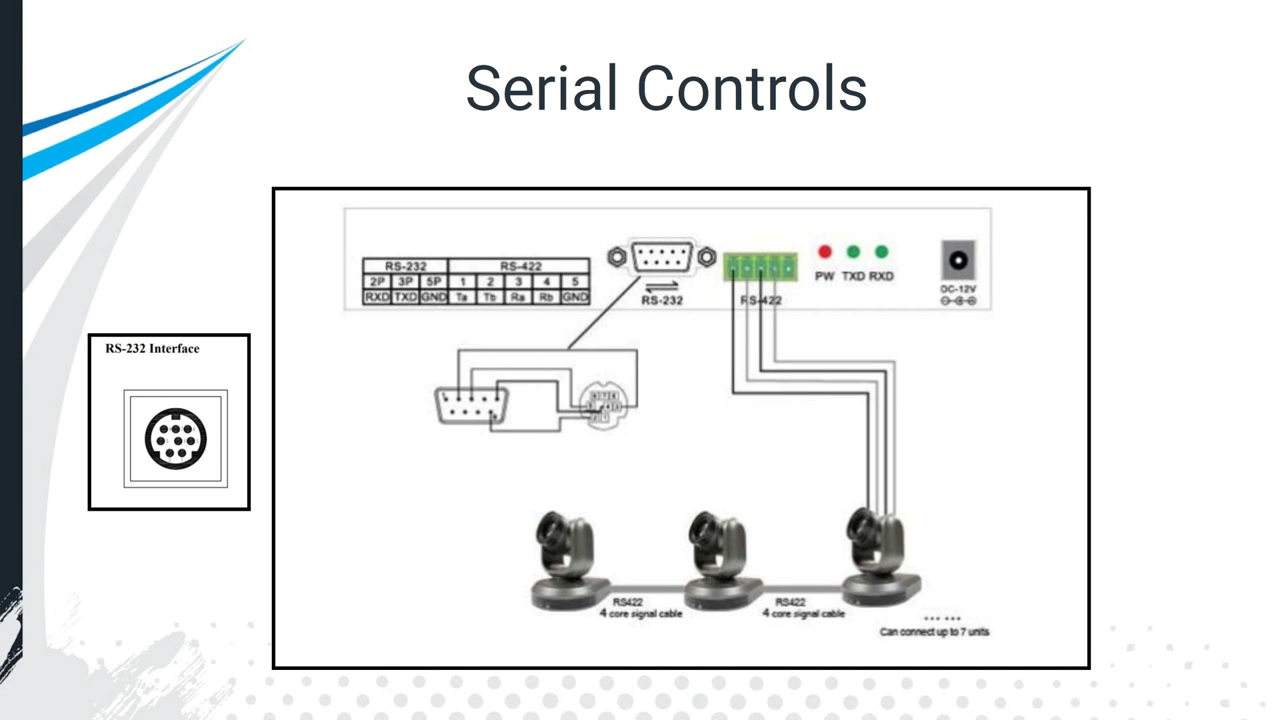 Serial Controls
RS-232 RS-422
2P 3P 5P 1 2 3 4 5
RXD TXD GND Ta Tb Ra Rb GND
RS-232
RS-422
PW TXD RXD
DC-12V
RS-232 Interface
RS422
4 core signal cable
RS422
4 core signal cable
... ...
Can connect up to 7 units